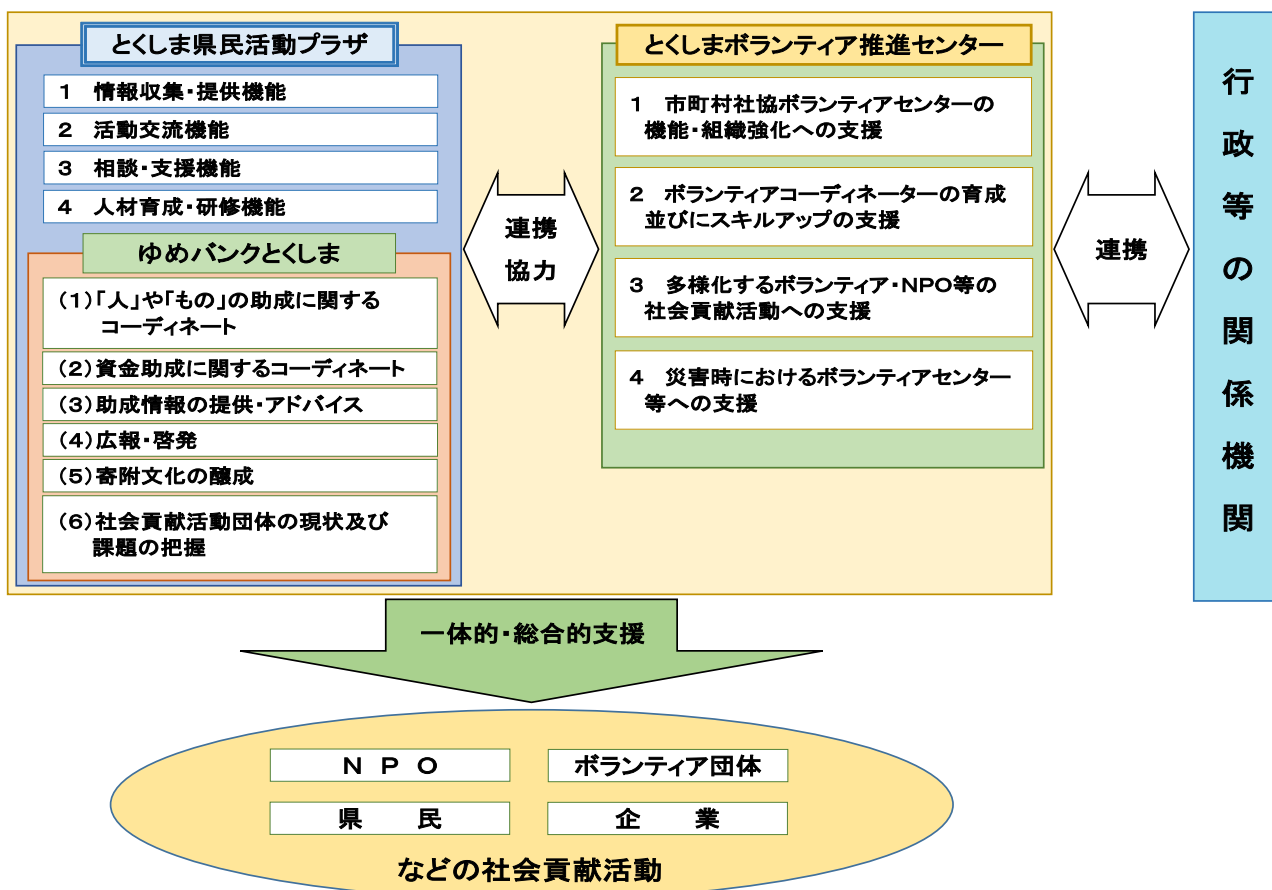 とくしま県民活動プラザ
1 情報収集・提供機能
2 活動交流機能
3 相談・支援機能
4 人材育成・研修機能
ゆめバンクとくしま
(1)「人」や「もの」の助成に関する
コーディネート
(2)資金助成に関するコーディネート
(3)助成情報の提供・アドバイス
(4)広報・啓発
(5)寄附文化の醸成
(6)社会貢献活動団体の現状及び
課題の把握
連携
協力
とくしまボランティア推進センター
1 市町村社協ボランティアセンターの
機能・組織強化への支援
2 ボランティアコーディネーターの育成
並びにスキルアップの支援
3 多様化するボランティア・NPO等の
社会貢献活動への支援
4 災害時におけるボランティアセンター
等への支援
連携
行政等の関係機関
一体的・総合的支援
NPO
ボランティア団体
県 民
企 業
などの社会貢献活動